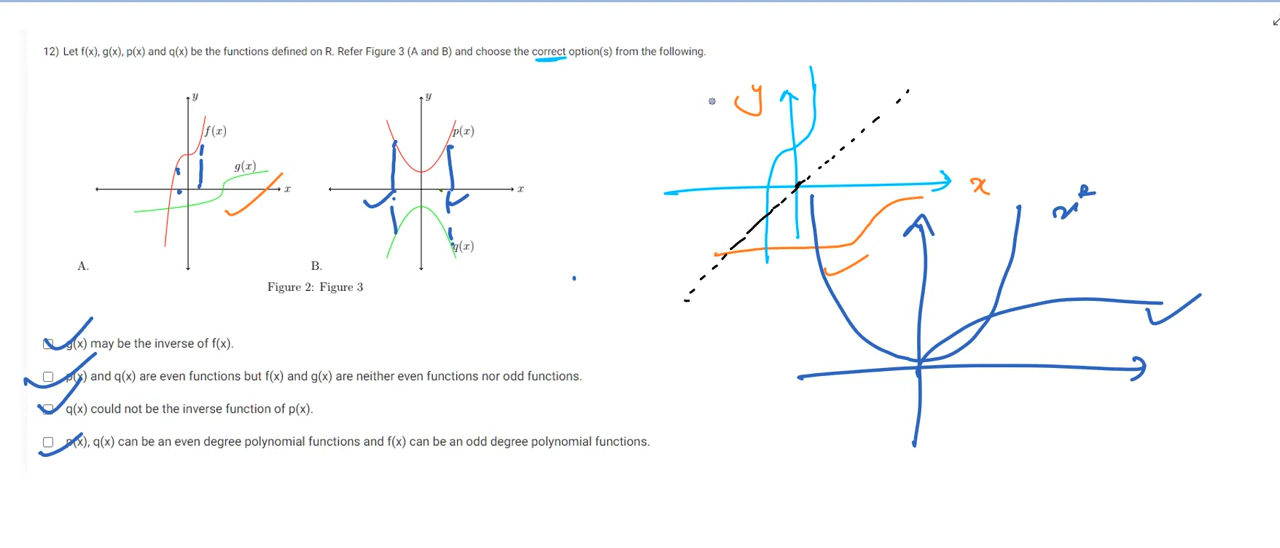 12) Let f(x), g(x), p(x) and q(x) be the functions defined on R. Refer Figure 3 (A and B) and choose the correct option(s) from the following.
y
f(x)
g(x)
x
A.
y
p(x)
x
q(x)
B.
Figure 2: Figure 3
y
x
x²
g(x) may be the inverse of f(x).
p(x) and q(x) are even functions but f(x) and g(x) are neither even functions nor odd functions.
q(x) could not be the inverse function of p(x).
p(x), q(x) can be an even degree polynomial functions and f(x) can be an odd degree polynomial functions.